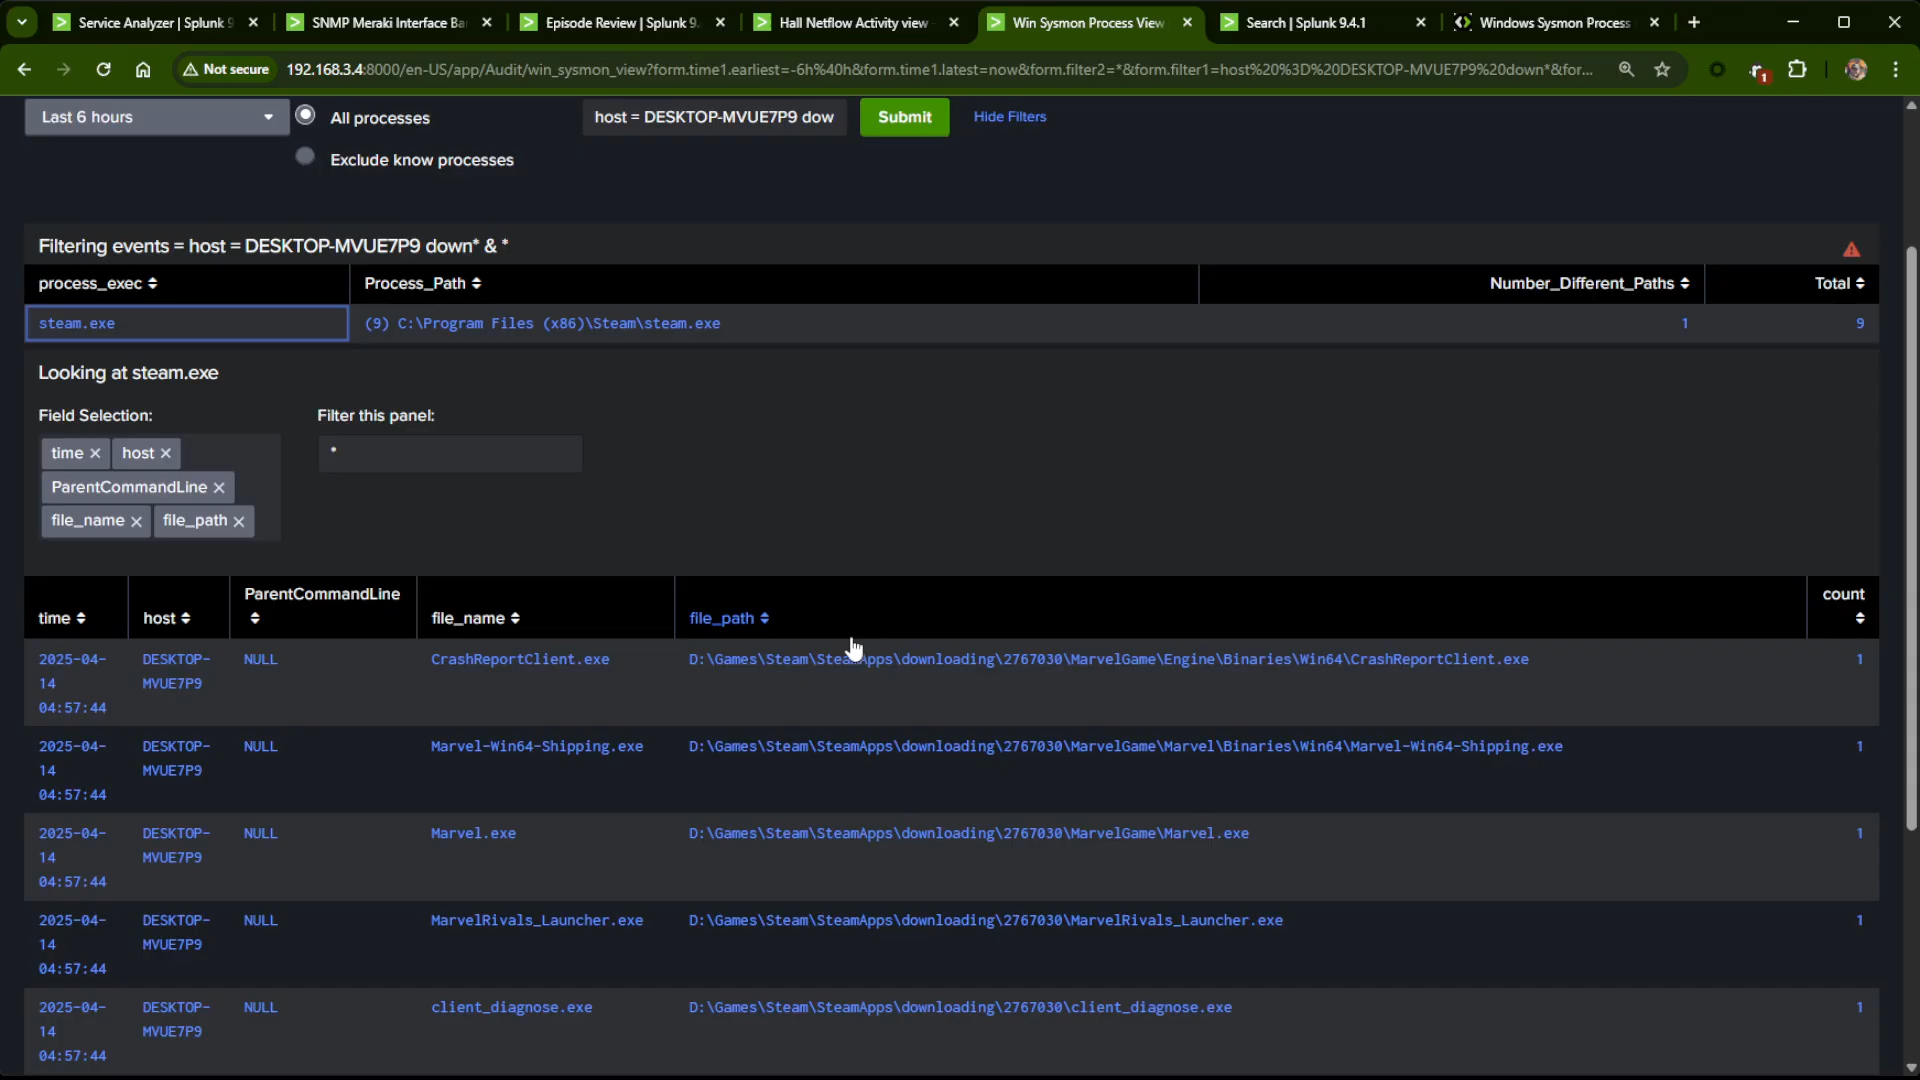 Service Analyzer | Splunk 9
SNMP Meraki Interface Ba
Episode Review | Splunk 9.
Hall Netflow Activity view
Win Sysmon Process View
Search | Splunk 9.4.1
Windows Sysmon Process
Not secure
192.168.3.4:8000/en-US/app/Audit/win_sysmon_view?form.time1.earliest=-6h%40h&form.time1.latest=now&form.filter2=*&form.filter1=host%20%3D%20DESKTOP-MVUE7P9%20down*&for...
1
Last 6 hours
All processes
host = DESKTOP-MVUE7P9 dow
Submit
Hide Filters
Exclude know processes
Filtering events = host = DESKTOP-MVUE7P9 down* & *
process_exec
Process_Path
Number_Different_Paths
Total
steam.exe
(9) C:\Program Files (x86)\Steam\steam.exe
1
9
Looking at steam.exe
Field Selection:
Filter this panel:
time
host
*
ParentCommandLine
file_name
file_path
time
host
ParentCommandLine
file_name
file_path
count
2025-04-
14
04:57:44
DESKTOP-
MVUE7P9
NULL
CrashReportClient.exe
D:\Games\Steam\SteamApps\downloading\2767030\MarvelGame\Engine\Binaries\Win64\CrashReportClient.exe
1
2025-04-
14
04:57:44
DESKTOP-
MVUE7P9
NULL
Marvel-Win64-Shipping.exe
D:\Games\Steam\SteamApps\downloading\2767030\MarvelGame\Marvel\Binaries\Win64\Marvel-Win64-Shipping.exe
1
2025-04-
14
04:57:44
DESKTOP-
MVUE7P9
NULL
Marvel.exe
D:\Games\Steam\SteamApps\downloading\2767030\MarvelGame\Marvel.exe
1
2025-04-
14
04:57:44
DESKTOP-
MVUE7P9
NULL
MarvelRivals_Launcher.exe
D:\Games\Steam\SteamApps\downloading\2767030\MarvelRivals_Launcher.exe
1
2025-04-
14
04:57:44
DESKTOP-
MVUE7P9
NULL
client_diagnose.exe
D:\Games\Steam\SteamApps\downloading\2767030\client_diagnose.exe
1